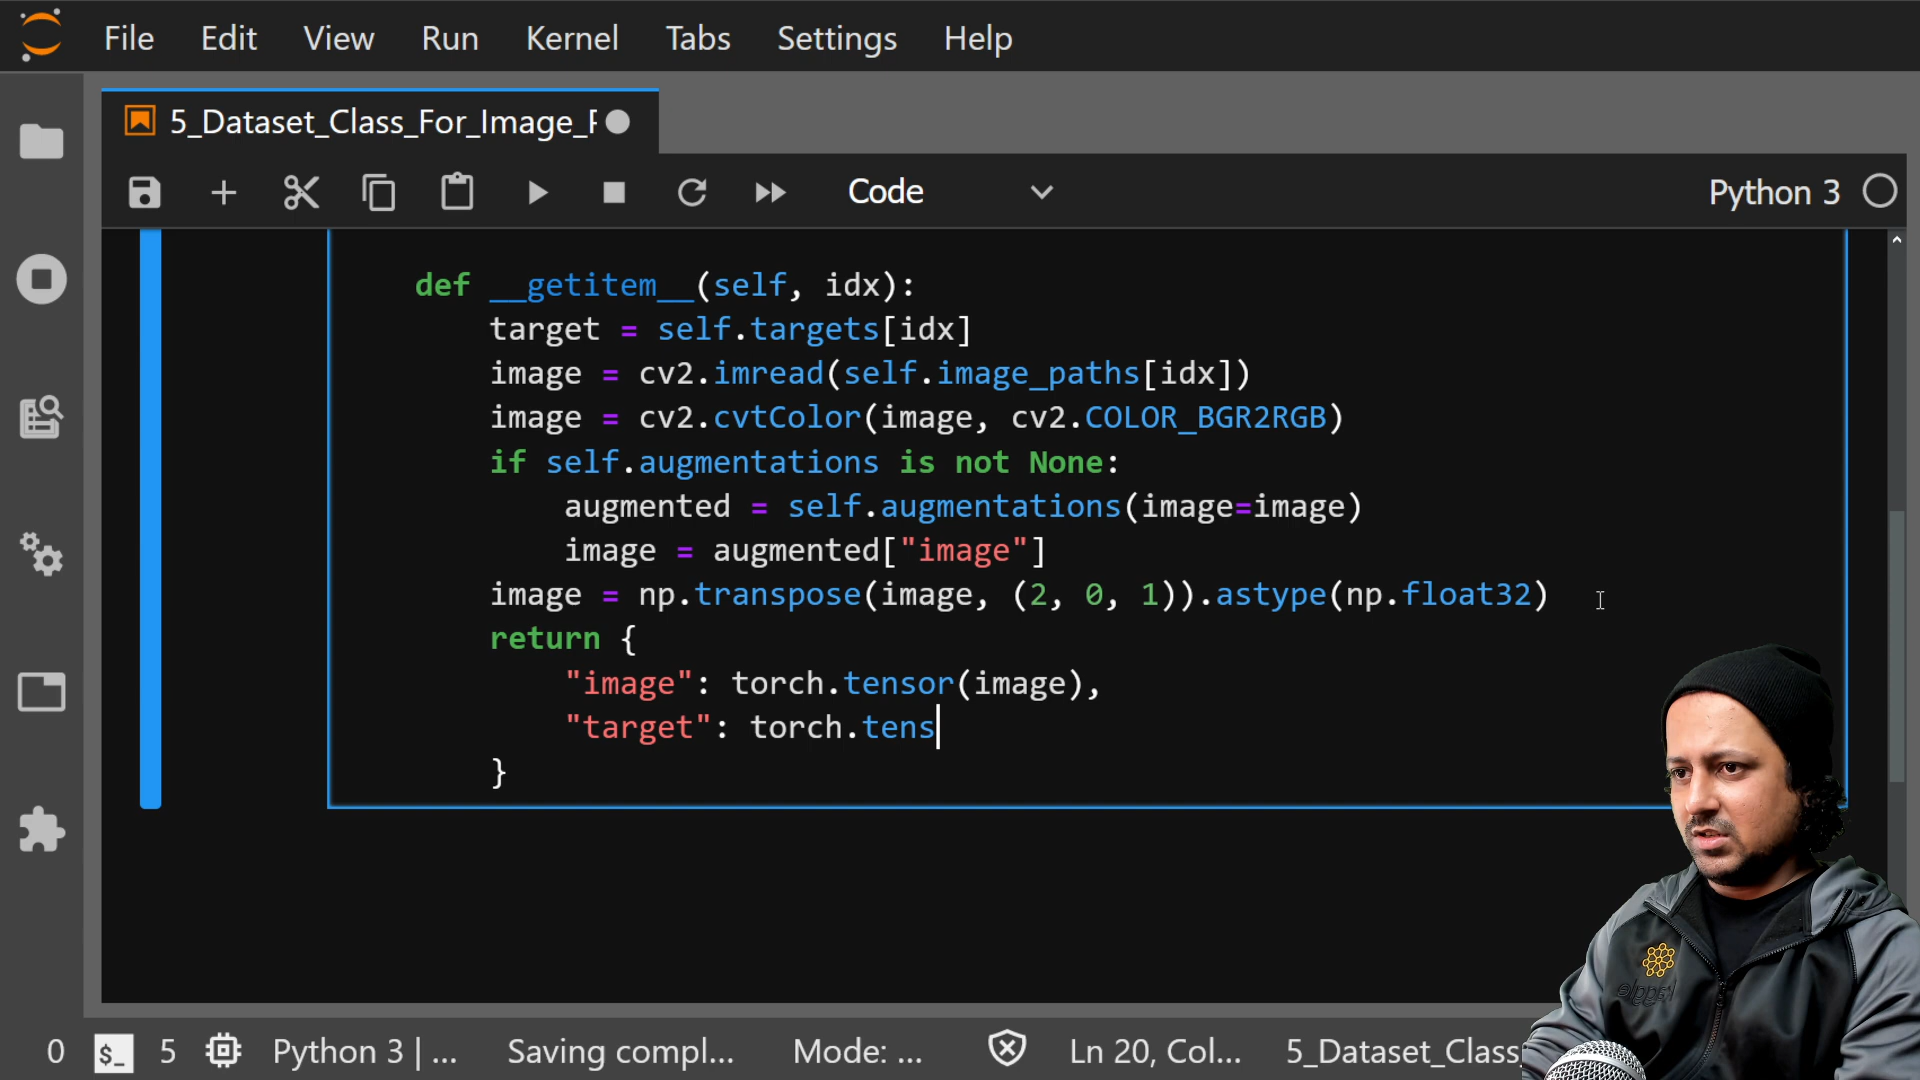 File Edit View Run Kernel Tabs Settings Help
5_Dataset_Class_For_Image_
Code Python 3
def __getitem__(self, idx):
target = self.targets[idx]
image = cv2.imread(self.image_paths[idx])
image = cv2.cvtColor(image, cv2.COLOR_BGR2RGB)
if self.augmentations is not None:
augmented = self.augmentations(image=image)
image = augmented["image"]
image = np.transpose(image, (2, 0, 1)).astype(np.float32)
return {
"image": torch.tensor(image),
"target": torch.tens
}
0 $_ 5 Python 3 | ... Saving compl... Mode: ... Ln 20, Col... 5_Dataset_Class